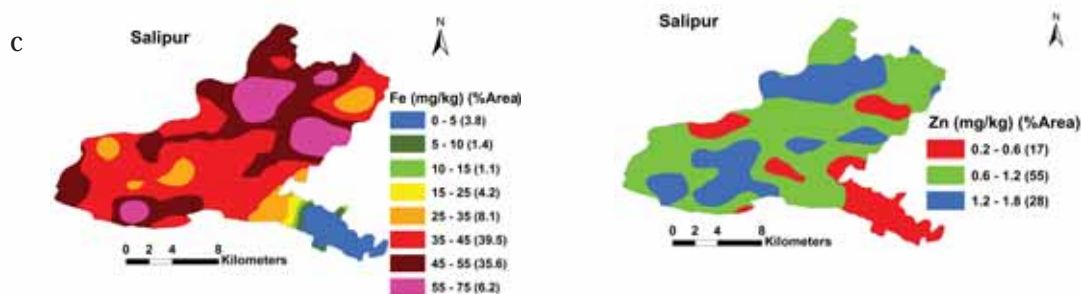 c
Salipur
N
Fe (mg/kg) (%Area)
0 - 5 (3.8)
5 - 10 (1.4)
10 - 15 (1.1)
15 - 25 (4.2)
25 - 35 (8.1)
35 - 45 (39.5)
45 - 55 (35.6)
55 - 75 (6.2)
0 2 4 8
Kilometers
Salipur
N
Zn (mg/kg) (%Area)
0.2 - 0.6 (17)
0.6 - 1.2 (55)
1.2 - 1.8 (28)
0 2 4 8
Kilometers